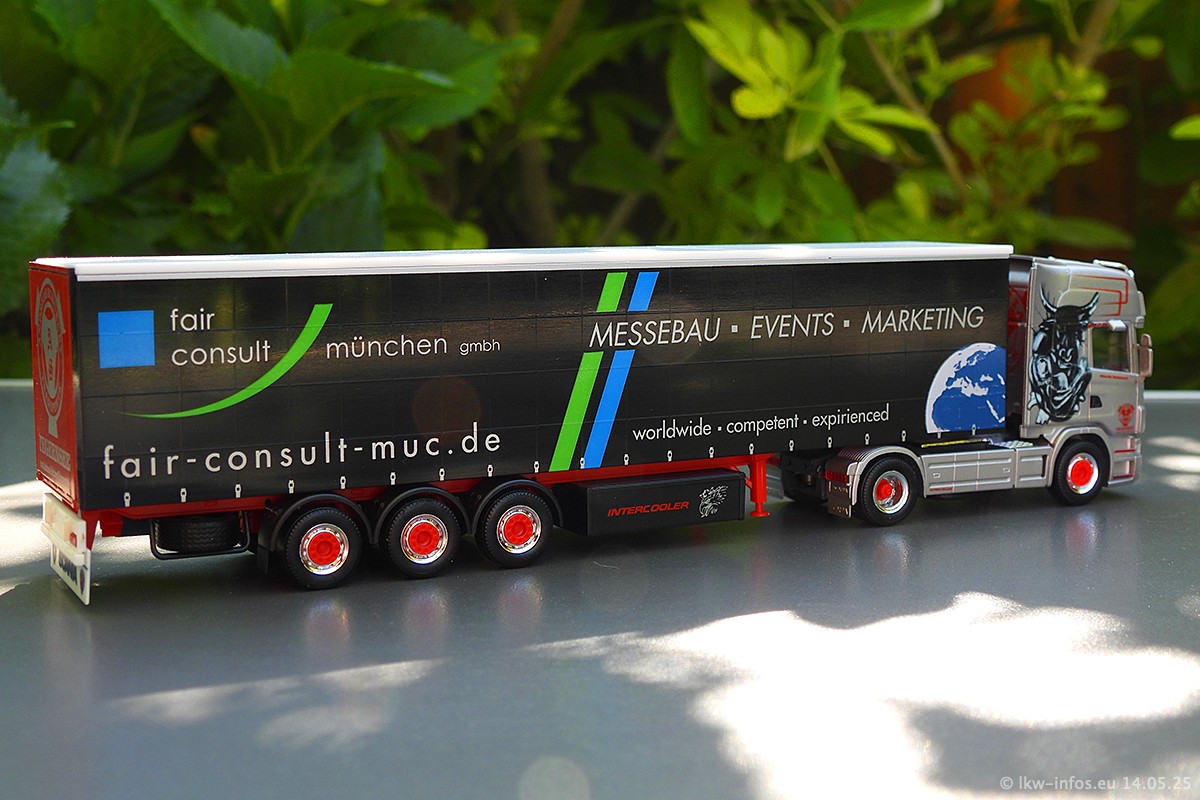 fair
consult münchen gmbh
fair-consult-muc.de
MESSEBAU ▪ EVENTS ▪ MARKETING
worldwide ▪ competent ▪ expirienced
INTERCOOLER
© lkw-infos.eu 14.05.25